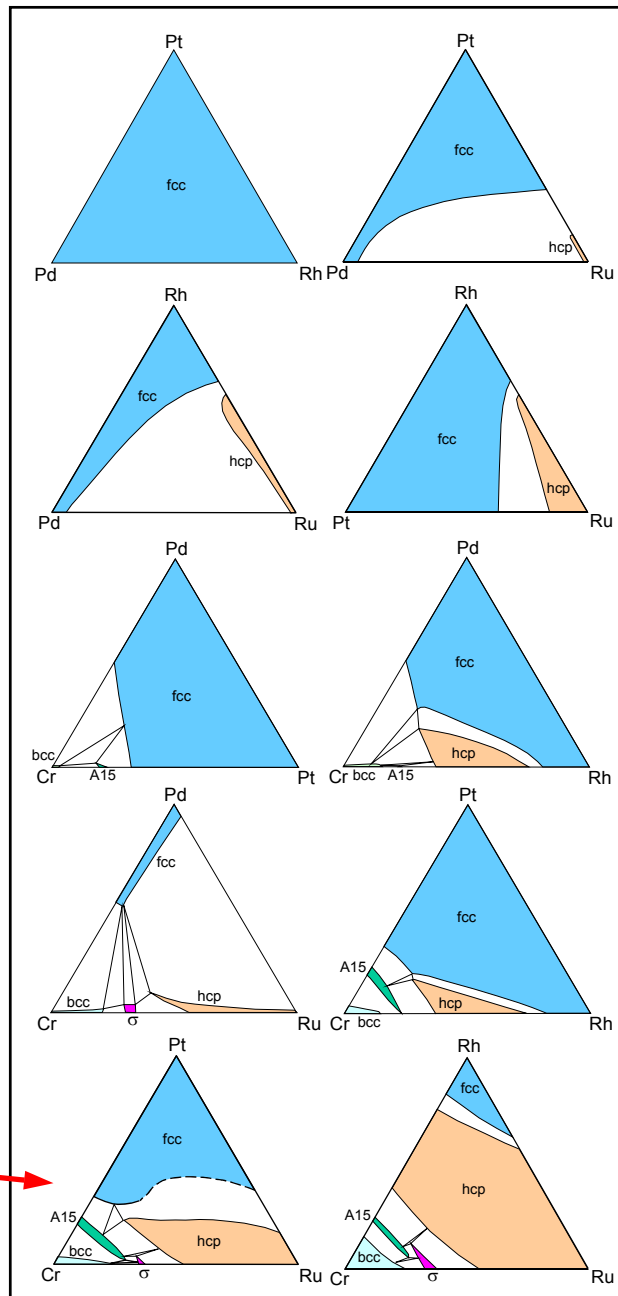 Pt Pt
fcc fcc
hcp
Pd Rh Pd Ru
Rh Rh
fcc fcc
hcp hcp
Pd Ru Pt Ru
Pd Pd
fcc fcc
bcc hcp
Cr A15 Pt Cr bcc A15 Rh
Pd Pt
fcc fcc
A15
bcc hcp hcp
Cr σ Ru Cr bcc Rh
Pt Rh
fcc fcc
hcp
A15 A15
bcc hcp bcc
Cr σ Ru Cr σ Ru